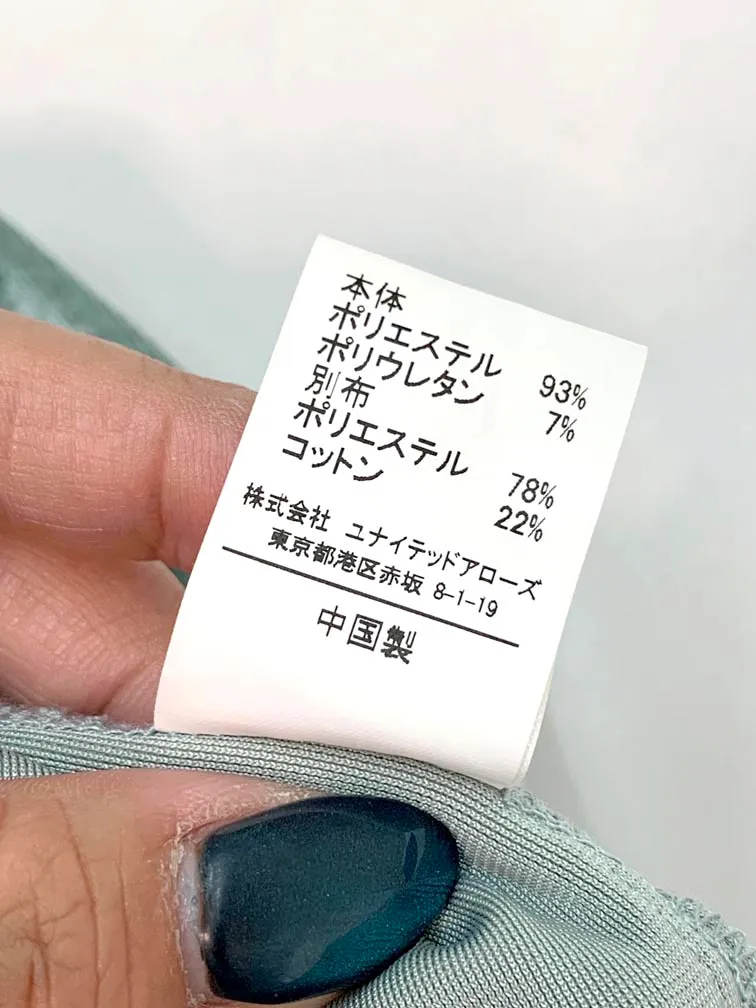 本体
ポリエステル 93%
ポリウレタン 7%
別布
ポリエステル 78%
コットン 22%
株式会社 ユナイテッドアローズ
東京都港区赤坂 8-1-19
中国製